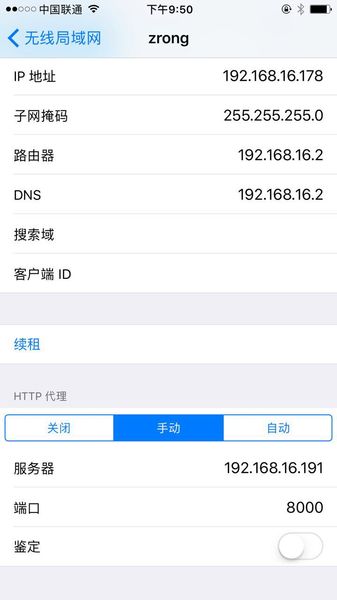 中国联通 下午9:50
无线局域网 zrong
IP 地址 192.168.16.178
子网掩码 255.255.255.0
路由器 192.168.16.2
DNS 192.168.16.2
搜索域
客户端 ID
续租
HTTP 代理
关闭 手动 自动
服务器 192.168.16.191
端口 8000
鉴定